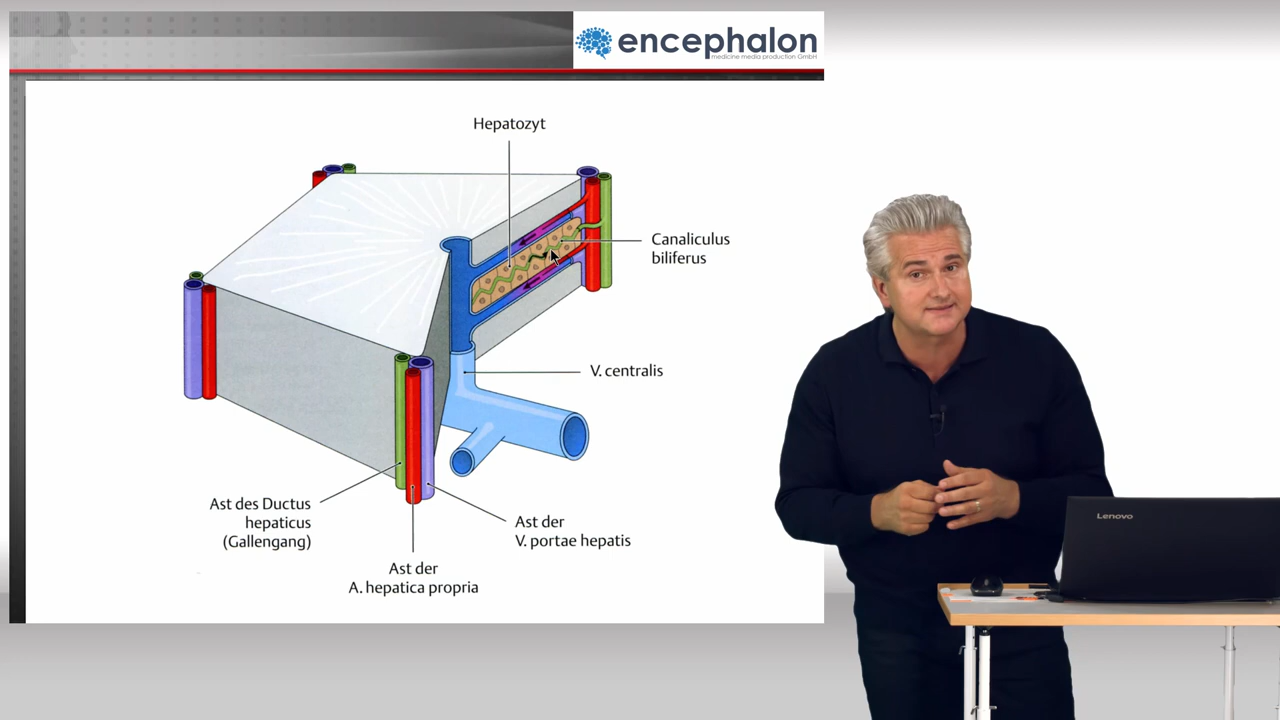 encephalon
medicine media production GmbH
Hepatozyt
Canaliculus
biliferus
V. centralis
Ast des Ductus
hepaticus
(Gallengang)
Ast der
V. portae hepatis
Ast der
A. hepatica propria
Lenovo